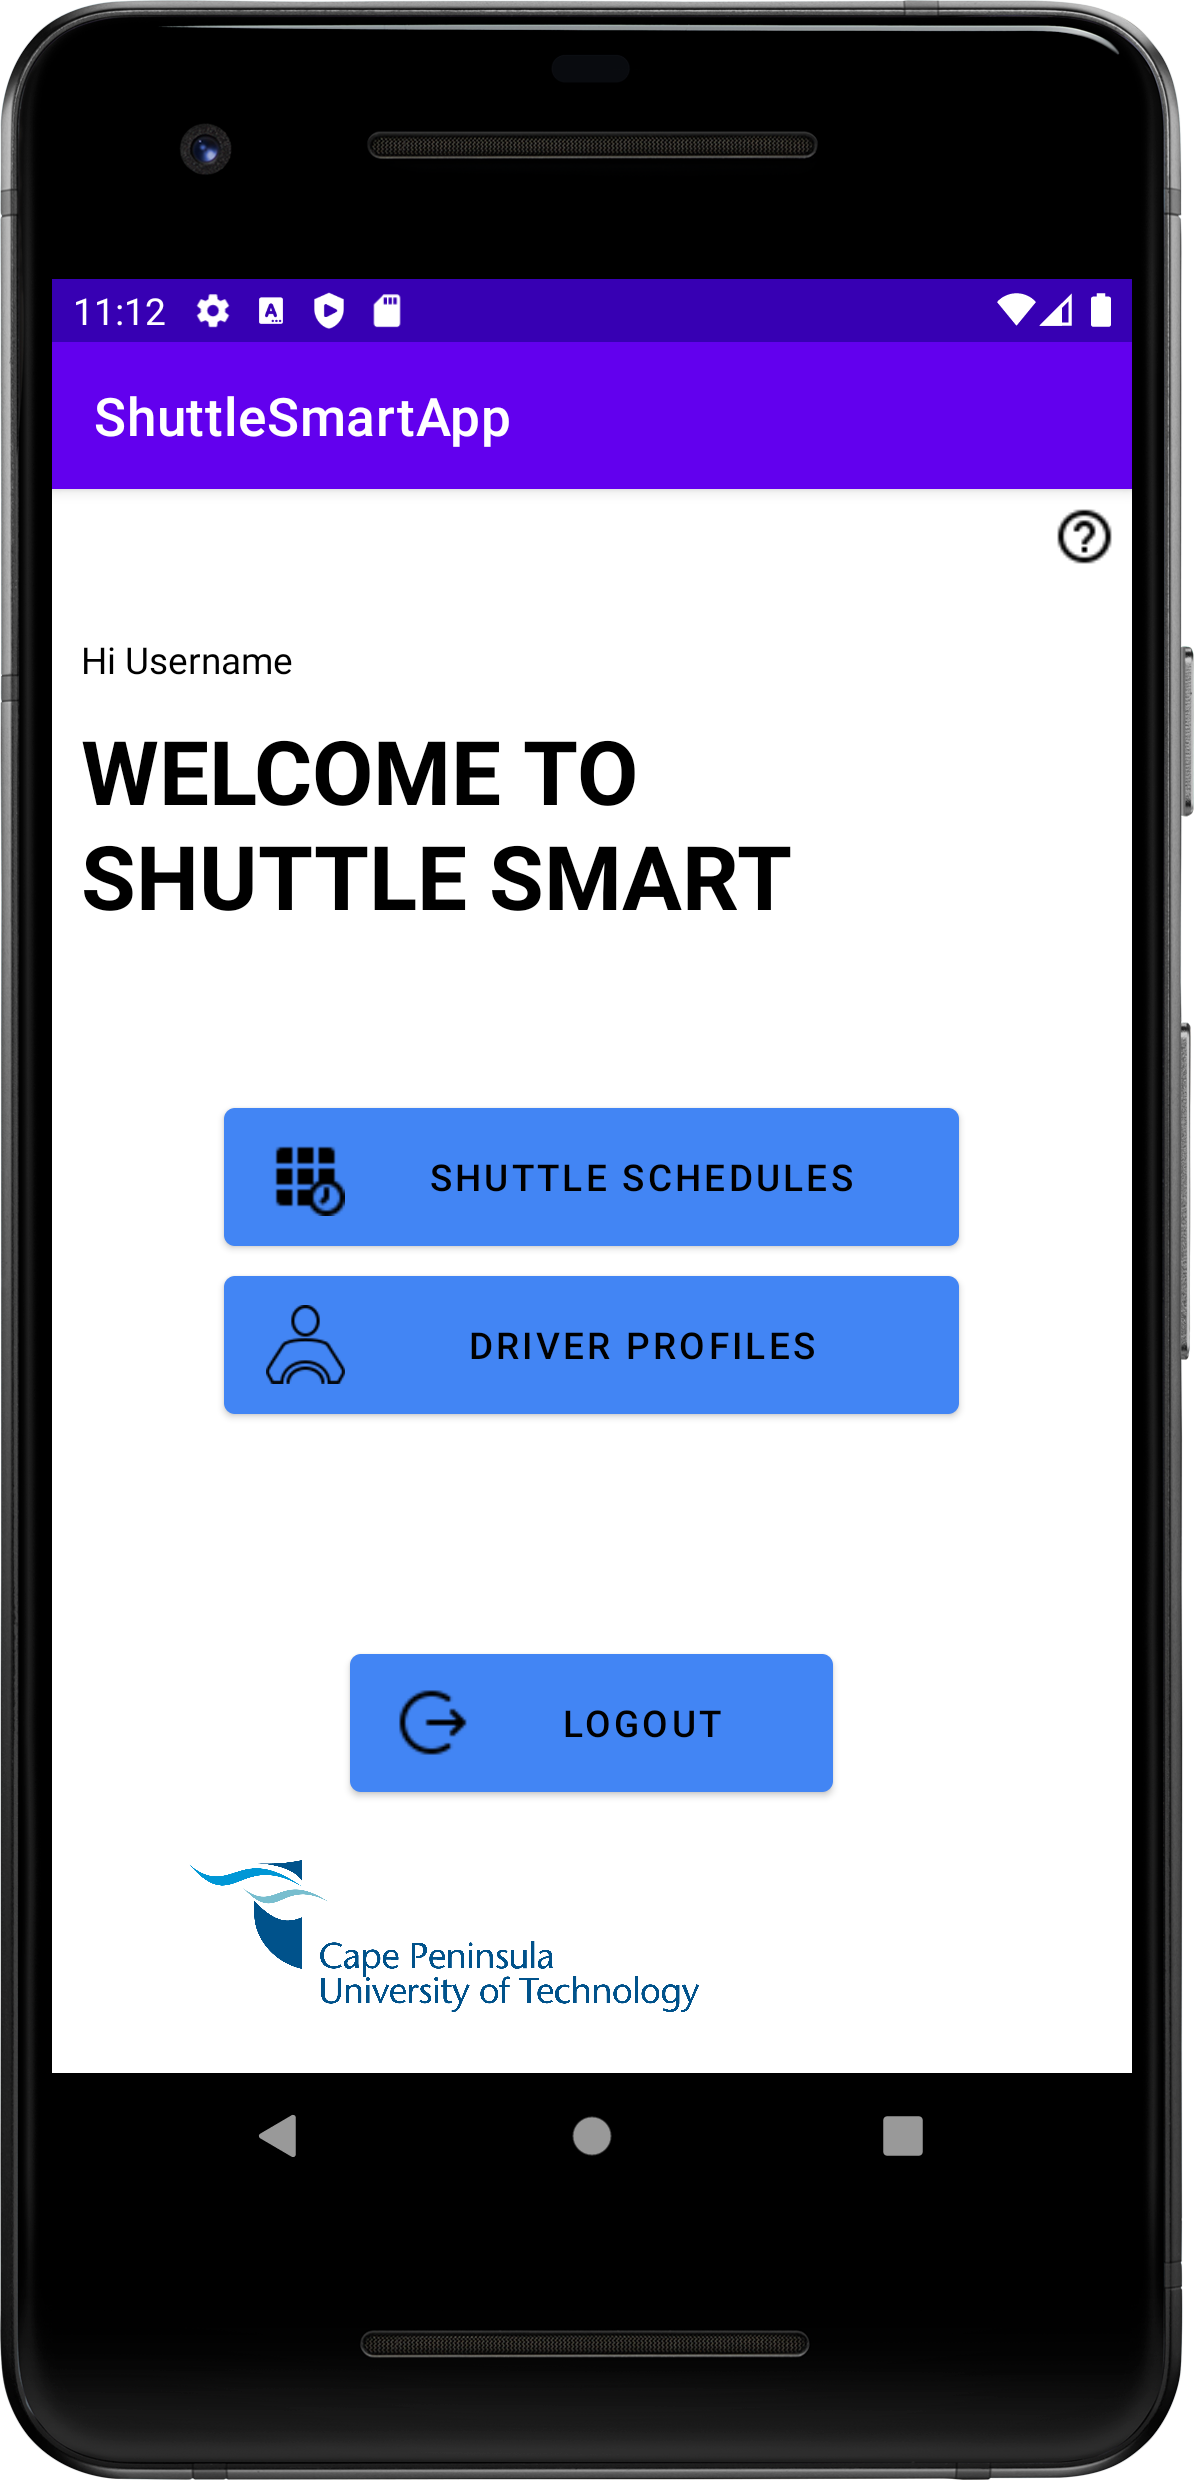 11:12
ShuttleSmartApp
Hi Username
WELCOME TO
SHUTTLE SMART
SHUTTLE SCHEDULES
DRIVER PROFILES
LOGOUT
Cape Peninsula
University of Technology